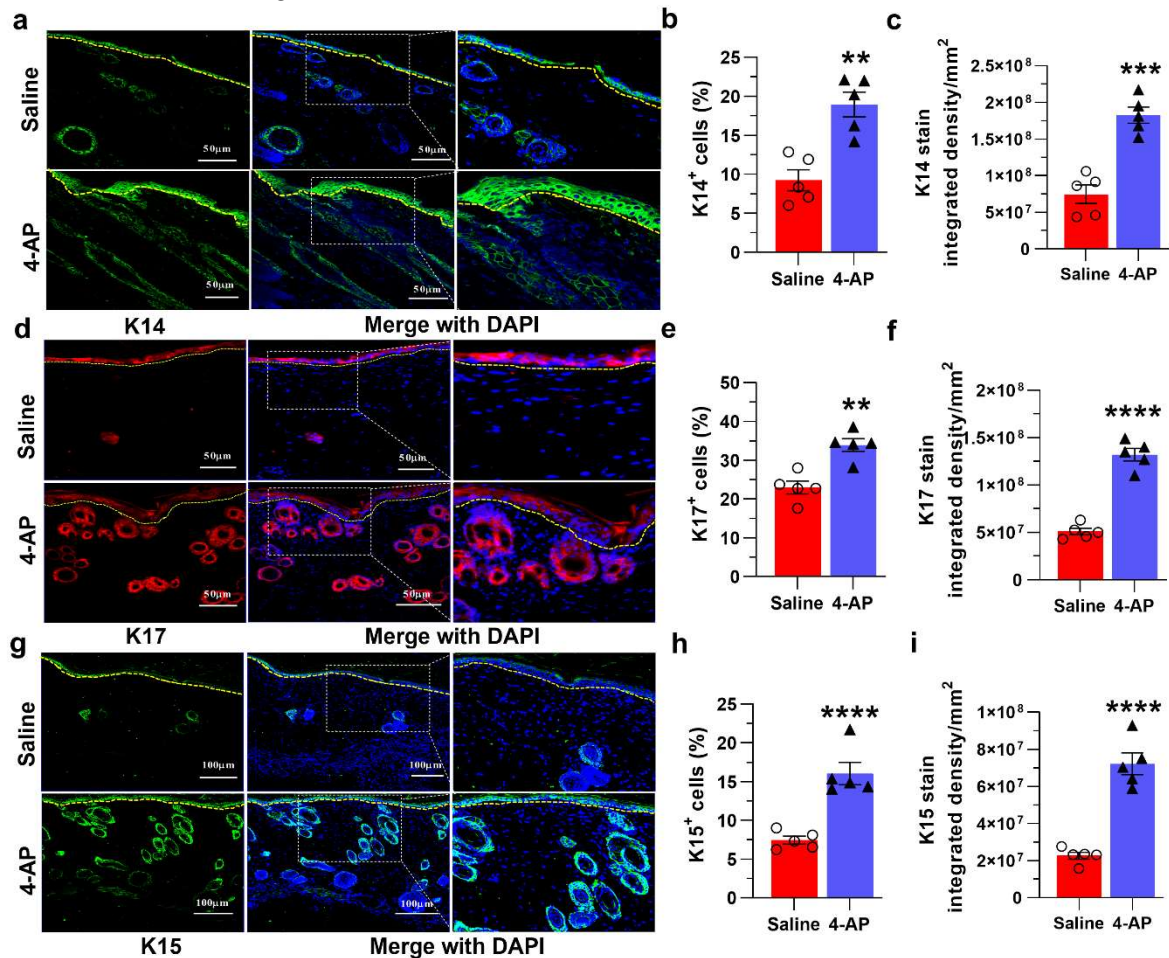 a
Saline
4-AP
50μm
50μm
50μm
50μm
K14
Merge with DAPI
b
K14⁺ cells (%)
25
20
15
10
5
0
**
Saline 4-AP
c
K14 stain
integrated density/mm²
2.5×10⁸
2×10⁸
1.5×10⁸
1×10⁸
5×10⁷
0
***
Saline 4-AP
d
Saline
4-AP
50μm
50μm
50μm
50μm
K17
Merge with DAPI
e
K17⁺ cells (%)
50
40
30
20
10
0
**
Saline 4-AP
f
K17 stain
integrated density/mm²
2×10⁸
1.5×10⁸
1×10⁸
5×10⁷
0
****
Saline 4-AP
g
Saline
4-AP
100μm
100μm
100μm
100μm
K15
Merge with DAPI
h
K15⁺ cells (%)
25
20
15
10
5
0
****
Saline 4-AP
i
K15 stain
integrated density/mm²
1×10⁸
8×10⁷
6×10⁷
4×10⁷
2×10⁷
0
****
Saline 4-AP